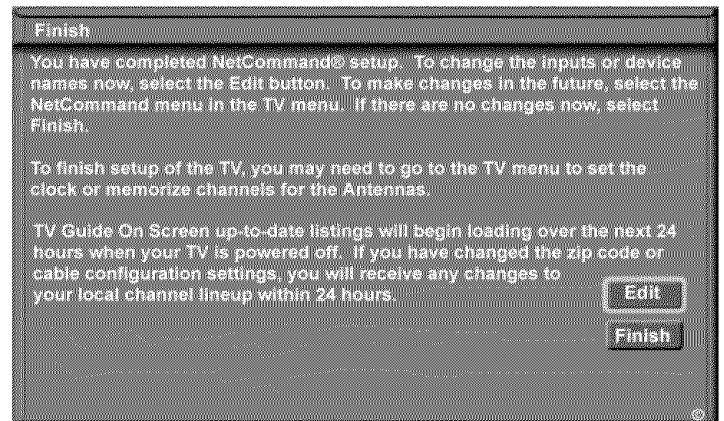 Finish
You have completed NetCommand® setup. To change the inputs or device
names now, select the Edit button. To make changes in the future, select the
NetCommand menu in the TV menu. If there are no changes now, select
Finish.
To finish setup of the TV, you may need to go to the TV menu to set the
clock or memorize channels for the Antennas.
TV Guide On Screen up-to-date listings will begin loading over the next 24
hours when your TV is powered off. If you have changed the zip code or
cable configuration settings, you will receive any changes to
your local channel lineup within 24 hours.
Edit
Finish
©